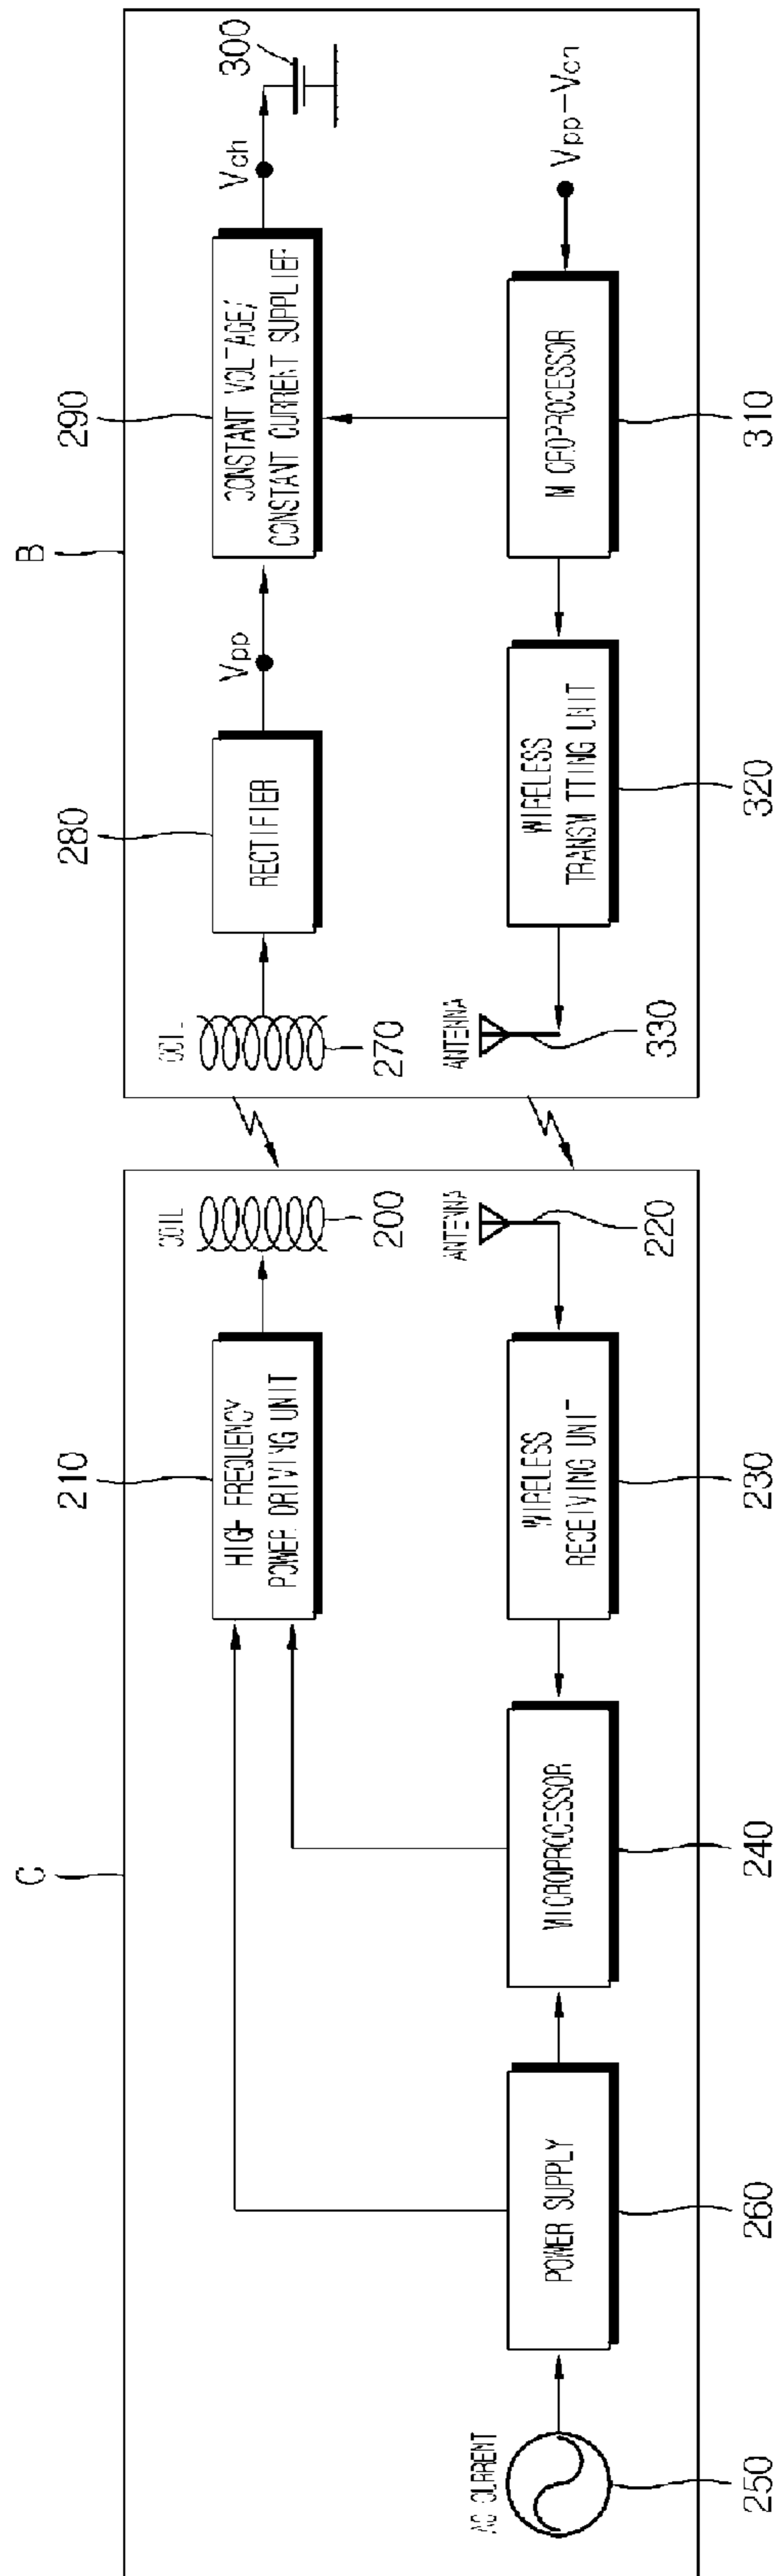 C
B
210
280
290
HIGH FREQUENCY
POWER DRIVING UNIT
COIL
200
COIL
270
RECTIFIER
Vpp
CONSTANT VOLTAGE/
CONSTANT CURRENT SUPPLIER
Vch
300
AC CURRENT
250
POWER SUPPLY
260
MICROPROCESSOR
240
WIRELESS
RECEIVING UNIT
230
ANTENNA
220
ANTENNA
330
WIRELESS
TRANSMITTING UNIT
320
MICROPROCESSOR
310
Vpp-Vch